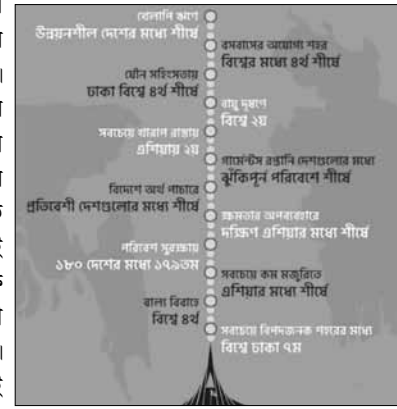 খেলাপি ঋণে
উন্নয়নশীল দেশের মধ্যে শীর্ষে
বসবাসের অযোগ্য শহর
বিশ্বের মধ্যে ৪র্থ শীর্ষে
যৌন সহিংসতায়
ঢাকা বিশ্বে ৪র্থ শীর্ষে
বায়ু দূষণে
বিশ্বে ২য়
সবচেয়ে খারাপ রাস্তায়
এশিয়ায় ২য়
গার্মেন্টস রপ্তানি দেশগুলোর মধ্যে
ঝুঁকিপূর্ন পরিবেশে শীর্ষে
বিদেশে অর্থ পাচারে
প্রতিবেশী দেশগুলোর মধ্যে শীর্ষে
ক্ষমতার অপব্যবহারে
দক্ষিণ এশিয়ার মধ্যে শীর্ষে
পরিবেশ সুরক্ষায়
১৮০ দেশের মধ্যে ১৭৯তম
সবচেয়ে কম মজুরিতে
এশিয়ার মধ্যে শীর্ষে
বাল্য বিবাহে
বিশ্বে ৪র্থ
সবচেয়ে বিপদজনক শহরের মধ্যে
বিশ্বে ঢাকা ৭ম